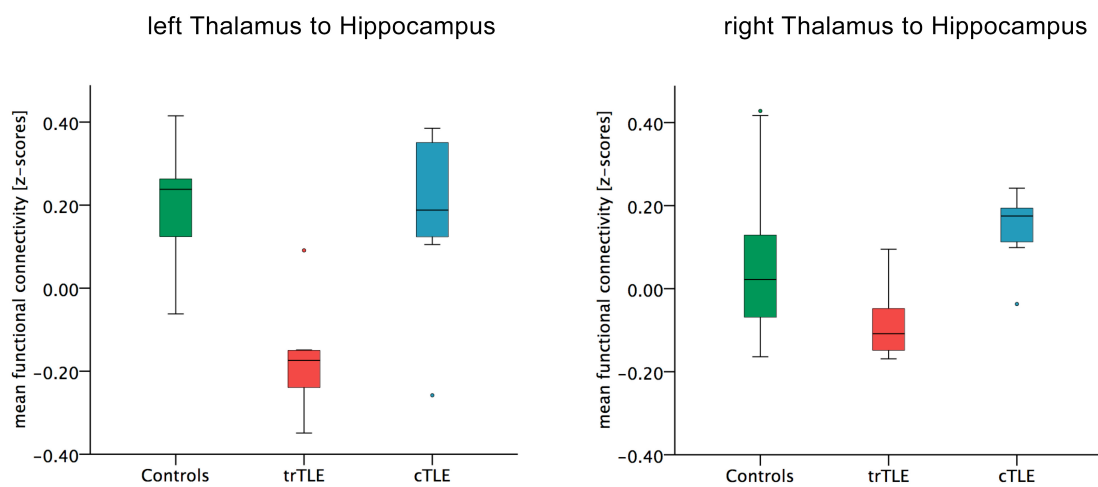 left Thalamus to Hippocampus
mean functional connectivity [z-scores]
0.40
0.20
0.00
-0.20
-0.40
Controls trTLE cTLE
right Thalamus to Hippocampus
mean functional connectivity [z-scores]
0.40
0.20
0.00
-0.20
-0.40
Controls trTLE cTLE